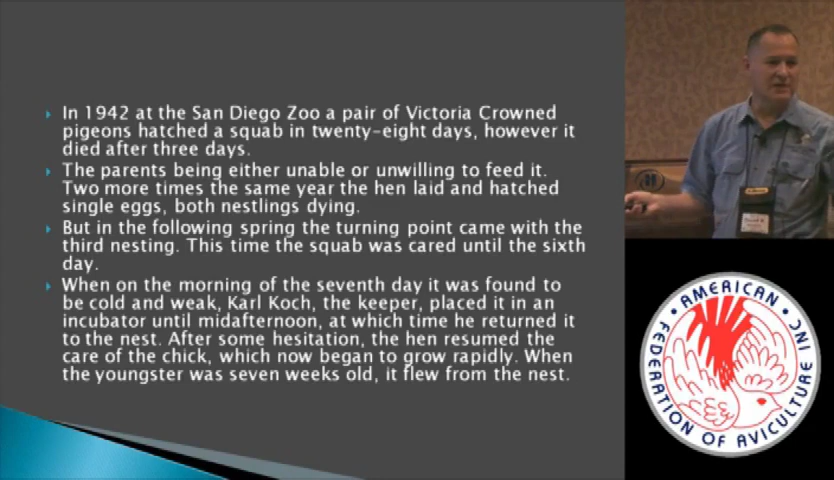 In 1942 at the San Diego Zoo a pair of Victoria Crowned
pigeons hatched a squab in twenty-eight days, however it
died after three days.
The parents being either unable or unwilling to feed it.
Two more times the same year the hen laid and hatched
single eggs, both nestlings dying.
But in the following spring the turning point came with the
third nesting. This time the squab was cared until the sixth
day.
When on the morning of the seventh day it was found to
be cold and weak, Karl Koch, the keeper, placed it in an
incubator until midafternoon, at which time he returned it
to the nest. After some hesitation, the hen resumed the
care of the chick, which now began to grow rapidly. When
the youngster was seven weeks old, it flew from the nest.
AMERICAN
FEDERATION OF AVICULTURE
INC